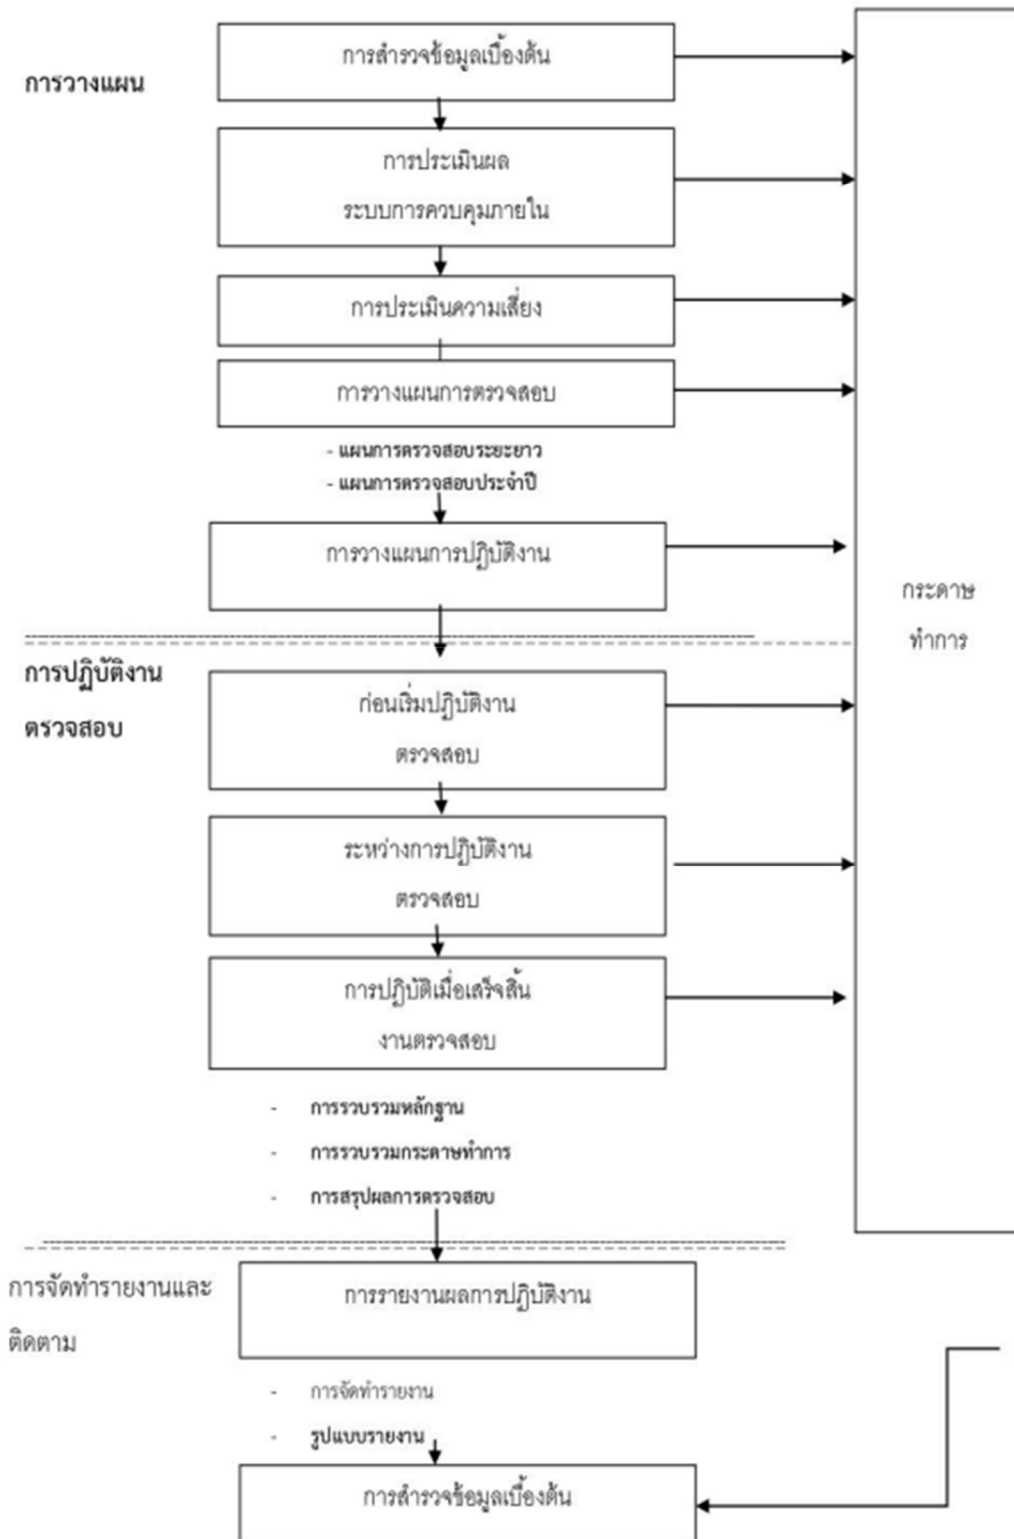 การวางแผน
การสำรวจข้อมูลเบื้องต้น
การประเมินผล
ระบบการควบคุมภายใน
การประเมินความเสี่ยง
การวางแผนการตรวจสอบ
- แผนการตรวจสอบระยะยาว
- แผนการตรวจสอบประจำปี
การวางแผนการปฏิบัติงาน
กระดาษ
ทำการ
การปฏิบัติงาน
ตรวจสอบ
ก่อนเริ่มปฏิบัติงาน
ตรวจสอบ
ระหว่างการปฏิบัติงาน
ตรวจสอบ
การปฏิบัติเมื่อเสร็จสิ้น
งานตรวจสอบ
- การรวบรวมหลักฐาน
- การรวบรวมกระดาษทำการ
- การสรุปผลการตรวจสอบ
การจัดทำรายงานและ
ติดตาม
การรายงานผลการปฏิบัติงาน
- การจัดทำรายงาน
- รูปแบบรายงาน
การสำรวจข้อมูลเบื้องต้น